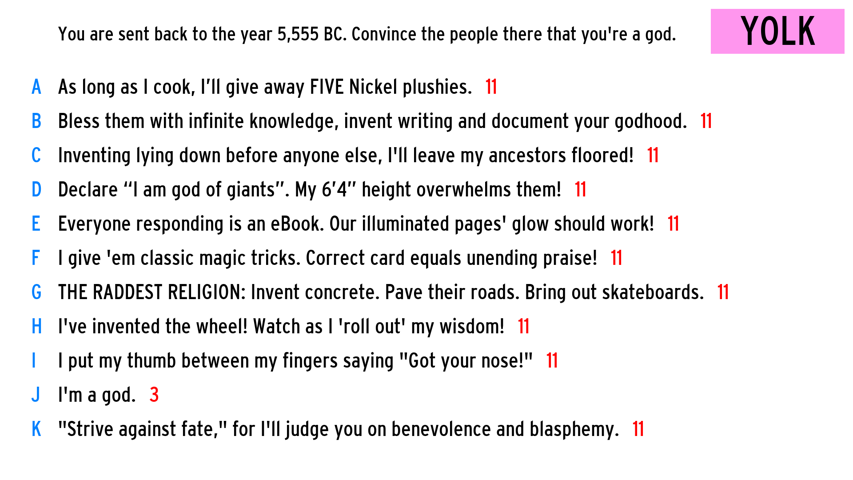 You are sent back to the year 5,555 BC. Convince the people there that you're a god.
YOLK
A As long as I cook, I’ll give away FIVE Nickel plushies. 11
B Bless them with infinite knowledge, invent writing and document your godhood. 11
C Inventing lying down before anyone else, I'll leave my ancestors floored! 11
D Declare “I am god of giants”. My 6’4” height overwhelms them! 11
E Everyone responding is an eBook. Our illuminated pages' glow should work! 11
F I give 'em classic magic tricks. Correct card equals unending praise! 11
G THE RADDEST RELIGION: Invent concrete. Pave their roads. Bring out skateboards. 11
H I've invented the wheel! Watch as I 'roll out' my wisdom! 11
I I put my thumb between my fingers saying "Got your nose!" 11
J I'm a god. 3
K "Strive against fate," for I'll judge you on benevolence and blasphemy. 11